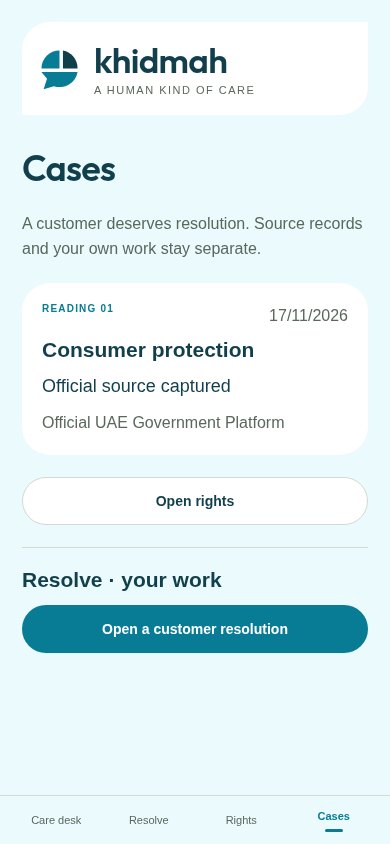 khidmah
A HUMAN KIND OF CARE
Cases
A customer deserves resolution. Source records
and your own work stay separate.
READING 01
17/11/2026
Consumer protection
Official source captured
Official UAE Government Platform
Open rights
Resolve · your work
Open a customer resolution
Care desk
Resolve
Rights
Cases